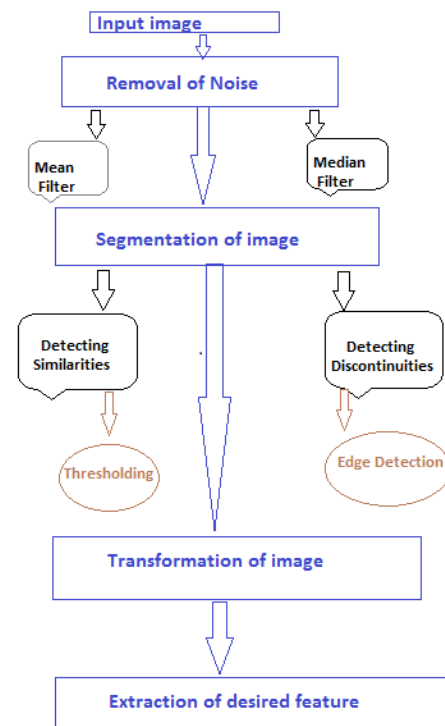 Input image
Removal of Noise
Mean
Filter
Median
Filter
Segmentation of image
Detecting
Similarities
Detecting
Discontinuities
Thresholding
Edge Detection
Transformation of image
Extraction of desired feature